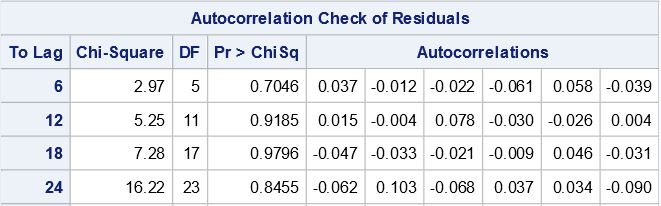 Autocorrelation Check of Residuals
To Lag Chi-Square DF Pr > ChiSq Autocorrelations
6 2.97 5 0.7046 0.037 -0.012 -0.022 -0.061 0.058 -0.039
12 5.25 11 0.9185 0.015 -0.004 0.078 -0.030 -0.026 0.004
18 7.28 17 0.9796 -0.047 -0.033 -0.021 -0.009 0.046 -0.031
24 16.22 23 0.8455 -0.062 0.103 -0.068 0.037 0.034 -0.090